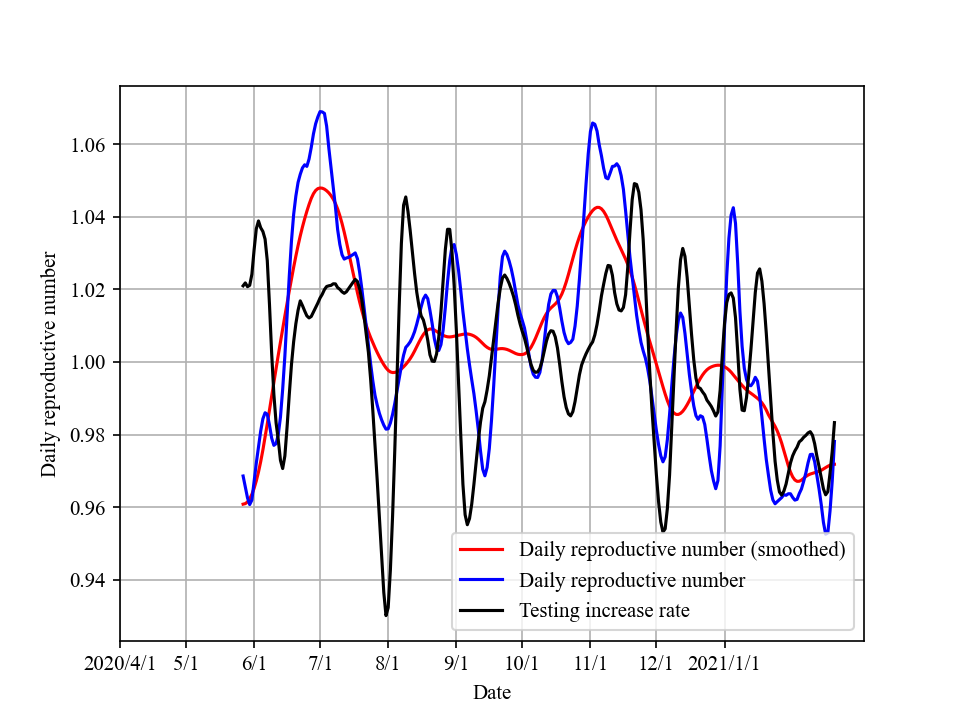 1.06
1.04
1.02
1.00
0.98
0.96
0.94
Daily reproductive number
Daily reproductive number (smoothed)
Daily reproductive number
Testing increase rate
2020/4/1 5/1 6/1 7/1 8/1 9/1 10/1 11/1 12/1 2021/1/1
Date